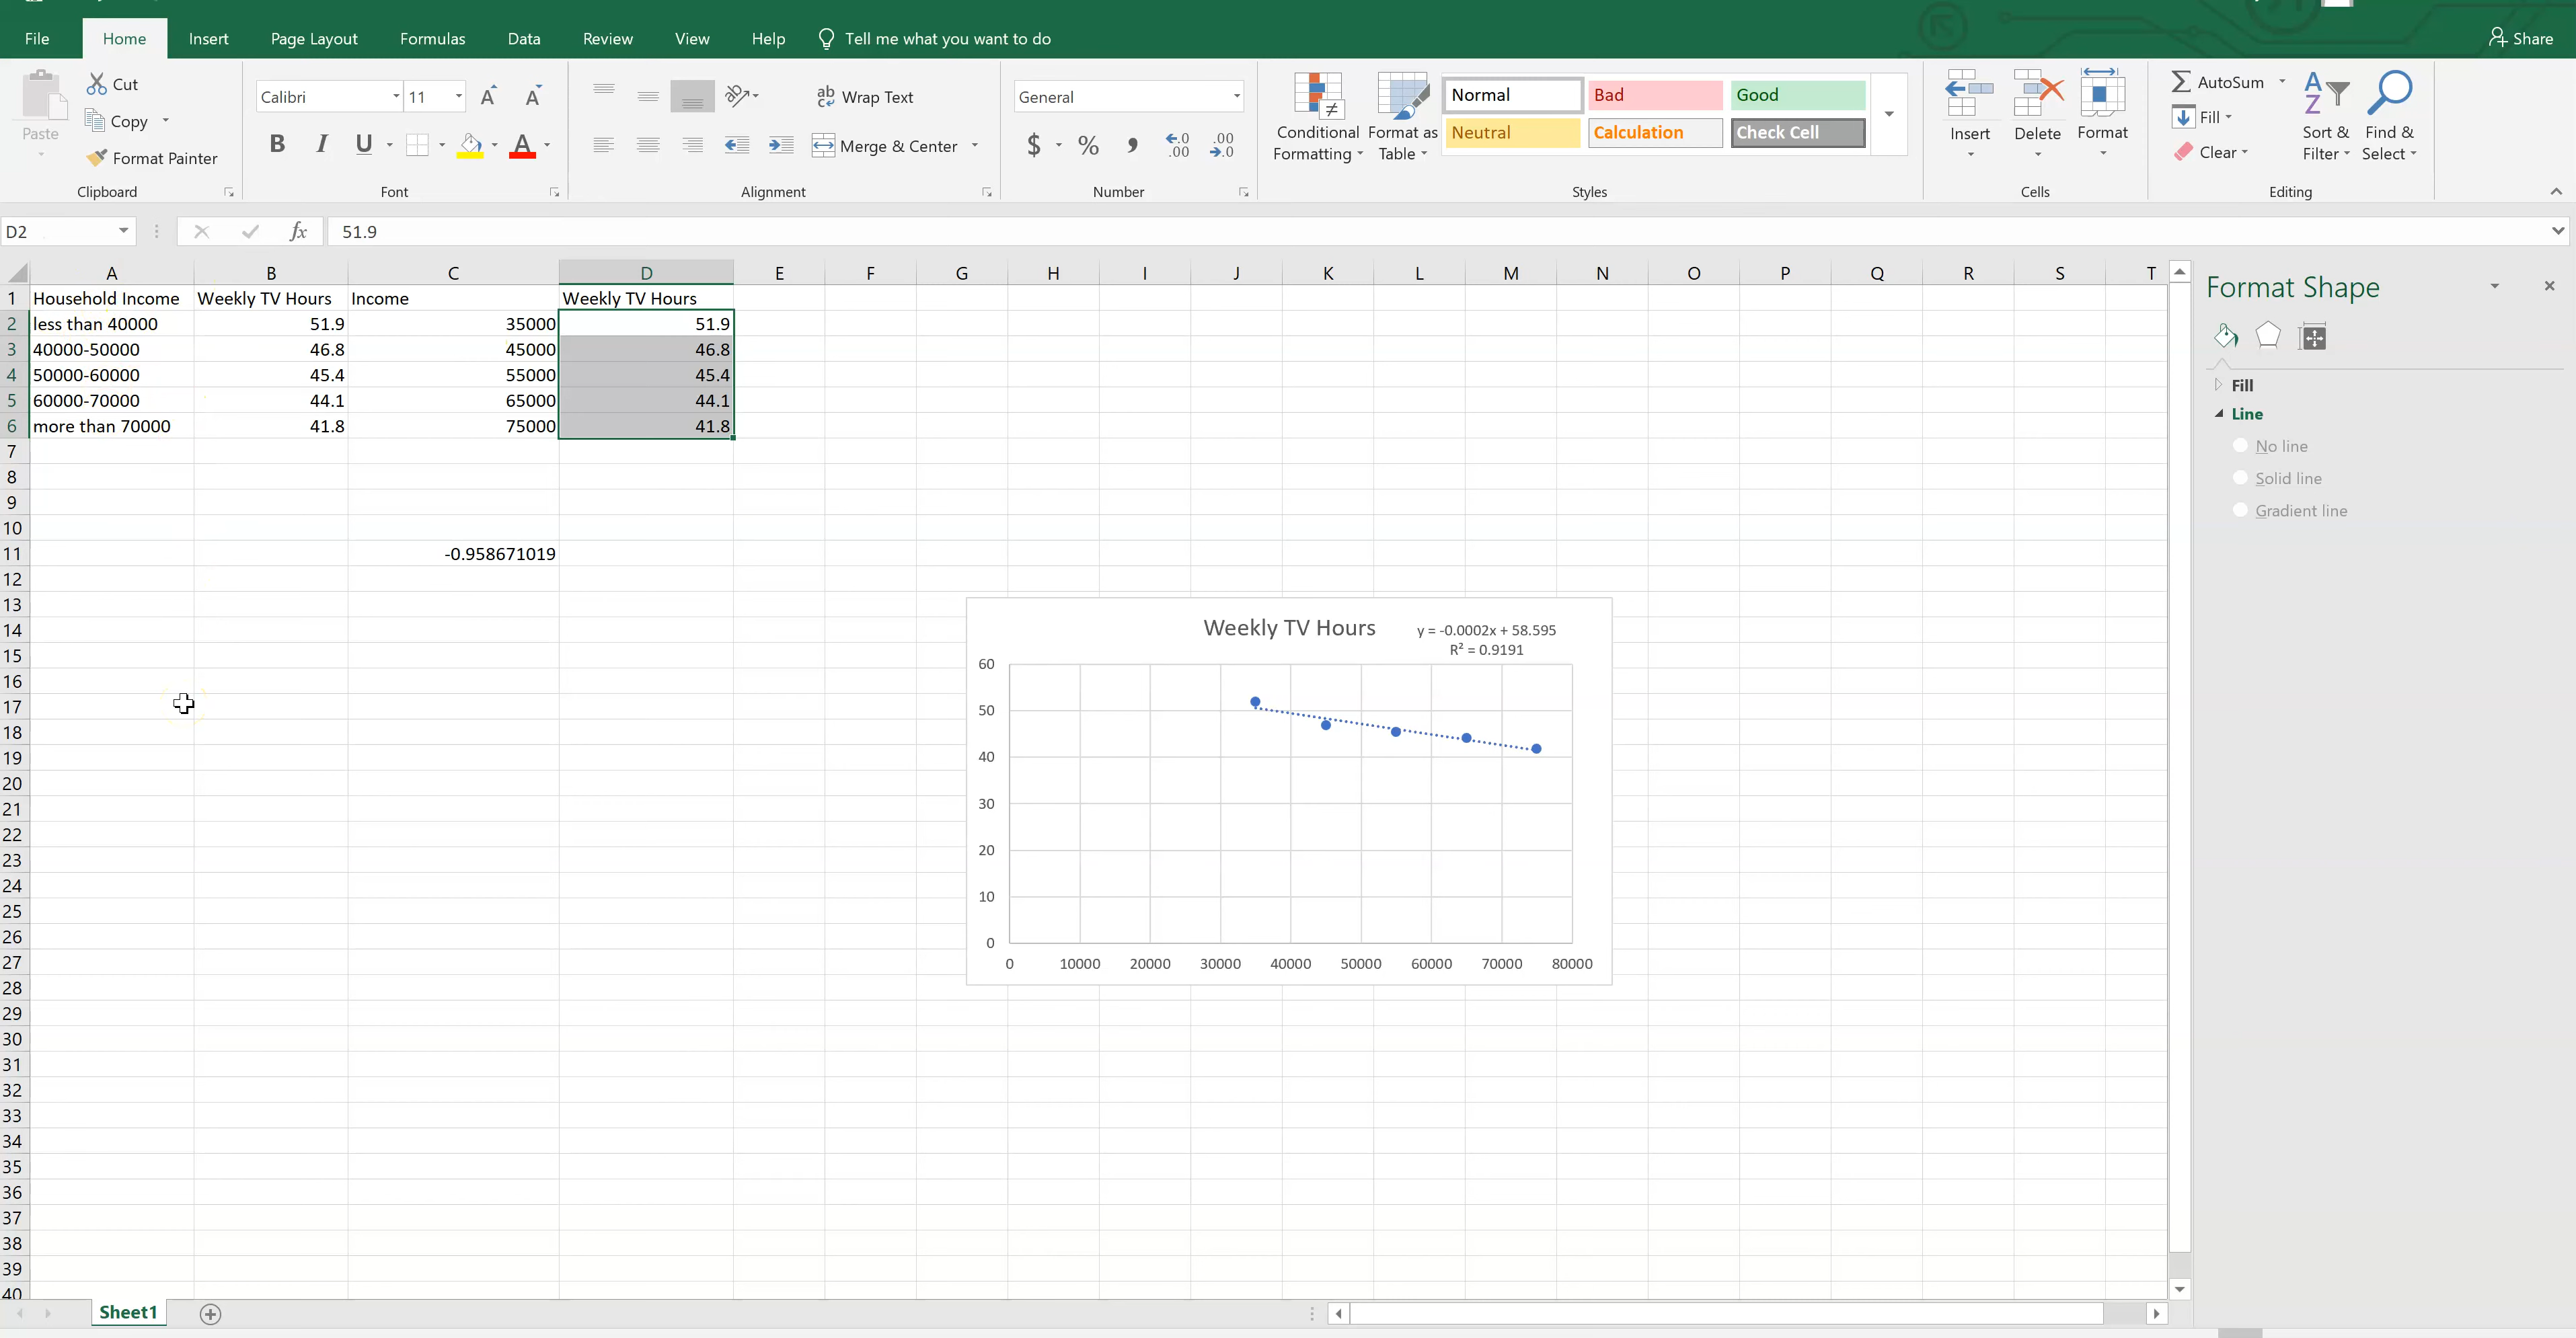 File Home Insert Page Layout Formulas Data Review View Help Tell me what you want to do Share
Paste
Cut
Copy
Format Painter
Clipboard
Calibri 11 A A
B I U A
Font
ab c Wrap Text
Merge & Center
Alignment
General
$ % , .0 .00 .00 .0
Number
Conditional Formatting
Format as Table
Normal Bad Good
Neutral Calculation Check Cell
Styles
Insert Delete Format
Cells
AutoSum
Fill
Clear
Sort & Filter
Find & Select
Editing
D2 fx 51.9
A B C D E F G H I J K L M N O P Q R S T
1 Household Income Weekly TV Hours Income Weekly TV Hours
2 less than 40000 51.9 35000 51.9
3 40000-50000 46.8 45000 46.8
4 50000-60000 45.4 55000 45.4
5 60000-70000 44.1 65000 44.1
6 more than 70000 41.8 75000 41.8
7
8
9
10
11 -0.958671019
12
13
14
15
16
17
18
19
20
21
22
23
24
25
26
27
28
29
30
31
32
33
34
35
36
37
38
39
40
Weekly TV Hours
y = -0.0002x + 58.595
R² = 0.9191
60
50
40
30
20
10
0
0 10000 20000 30000 40000 50000 60000 70000 80000
Format Shape
Fill
Line
No line
Solid line
Gradient line
Sheet1